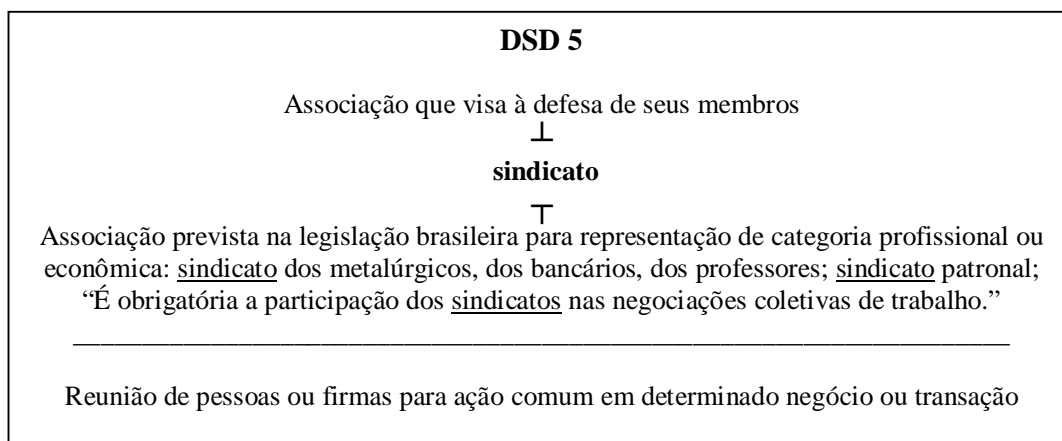 DSD 5
Associação que visa à defesa de seus membros
┴
sindicato
┬
Associação prevista na legislação brasileira para representação de categoria profissional ou
econômica: sindicato dos metalúrgicos, dos bancários, dos professores; sindicato patronal;
“É obrigatória a participação dos sindicatos nas negociações coletivas de trabalho.”
Reunião de pessoas ou firmas para ação comum em determinado negócio ou transação